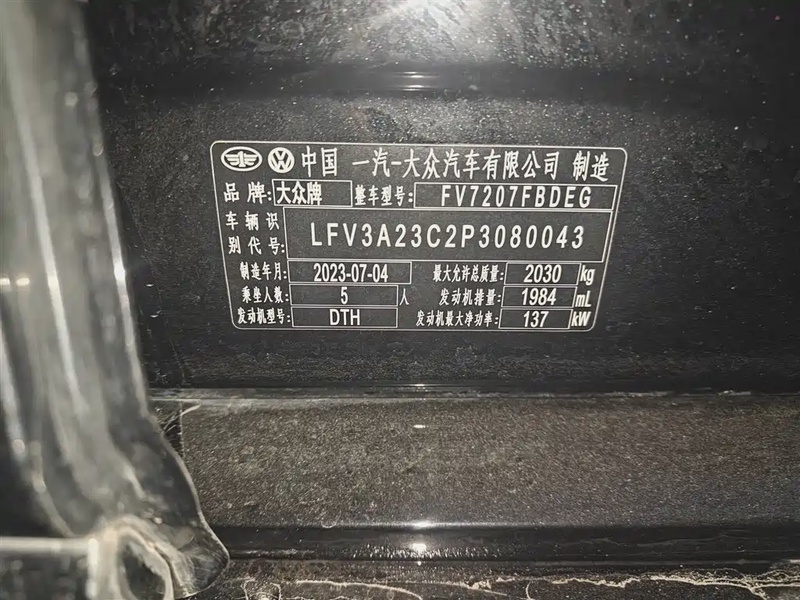 中国 一汽-大众汽车有限公司 制造
品牌: 大众牌 整车型号: FV7207FBDEG
车辆识别代号: LFV3A23C2P3080043
制造年月: 2023-07-04 最大允许总质量: 2030 kg
乘坐人数: 5 人 发动机排量: 1984 mL
发动机型号: DTH 发动机最大净功率: 137 kW